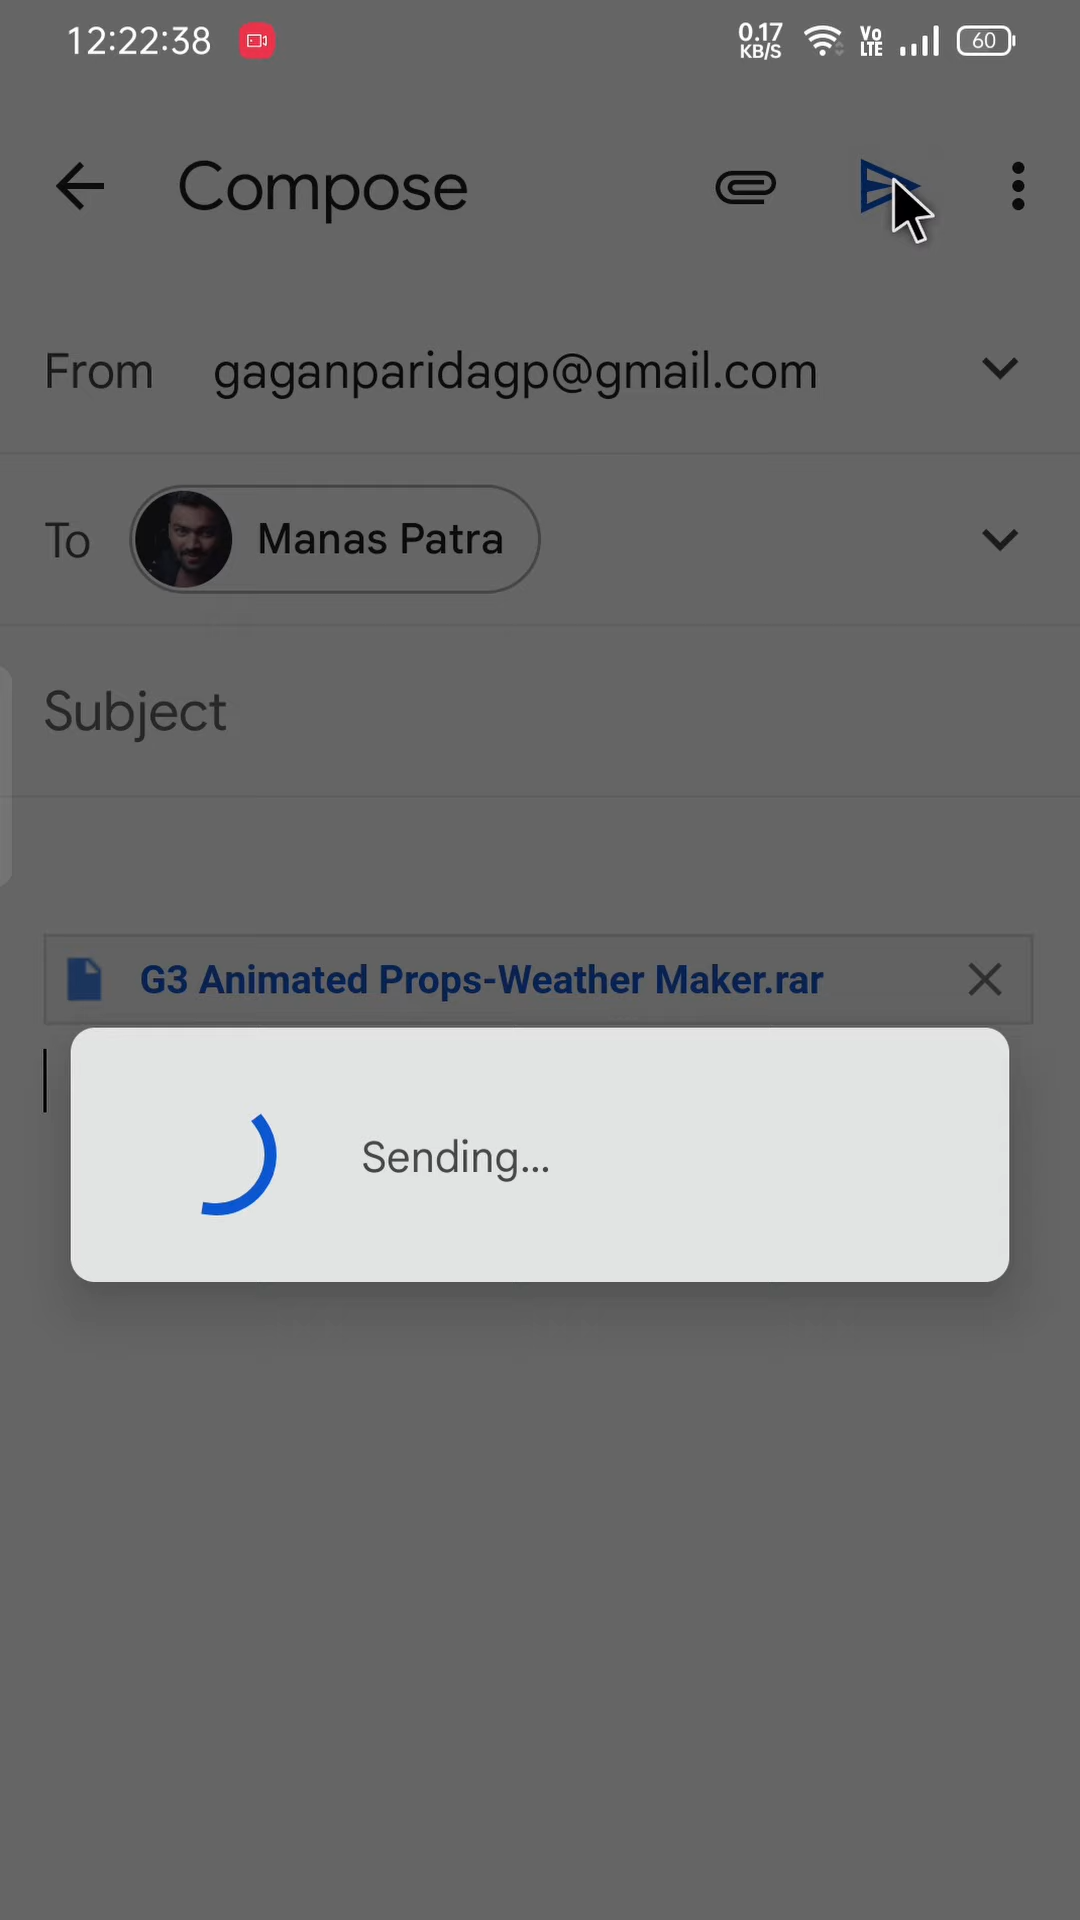 12:22:38 0.17 KB/S Vo LTE 60
Compose
From gaganparidagp@gmail.com
To Manas Patra
Subject
G3 Animated Props-Weather Maker.rar
Sending...